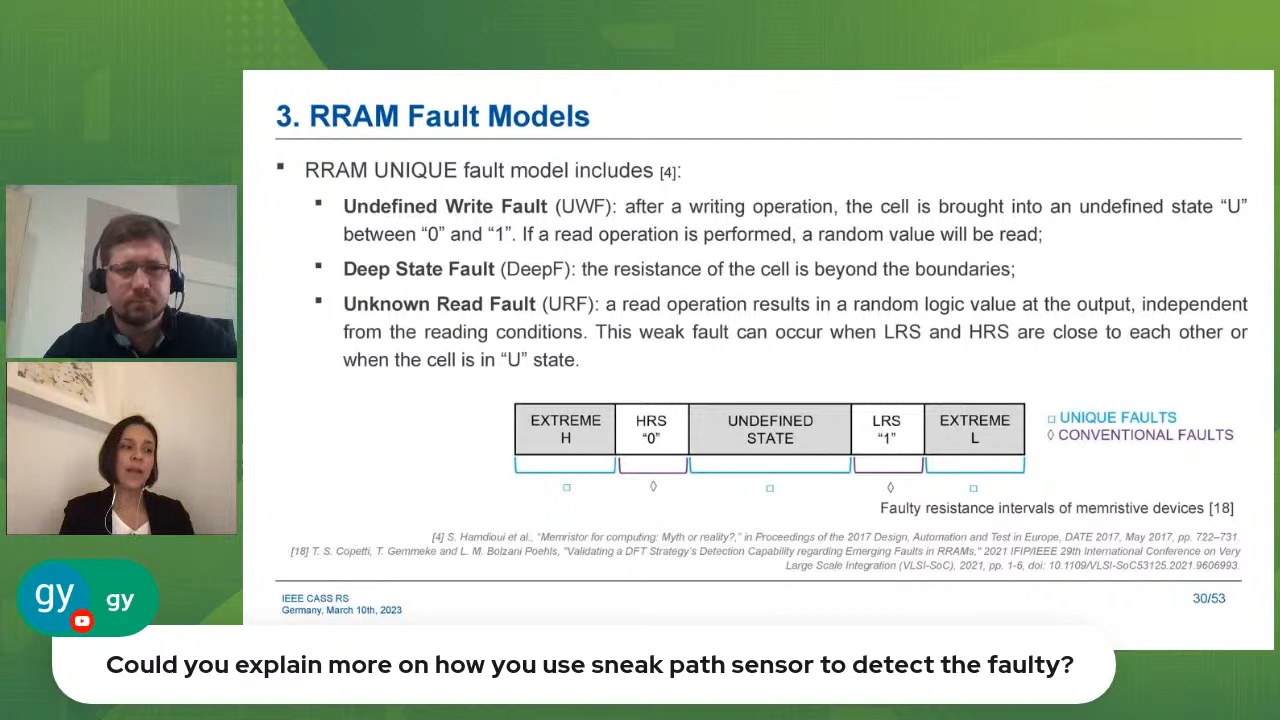 3. RRAM Fault Models
▪ RRAM UNIQUE fault model includes [4]:
▪ Undefined Write Fault (UWF): after a writing operation, the cell is brought into an undefined state “U”
between “0” and “1”. If a read operation is performed, a random value will be read;
▪ Deep State Fault (DeepF): the resistance of the cell is beyond the boundaries;
▪ Unknown Read Fault (URF): a read operation results in a random logic value at the output, independent
from the reading conditions. This weak fault can occur when LRS and HRS are close to each other or
when the cell is in “U” state.
EXTREME
H
HRS
“0”
UNDEFINED
STATE
LRS
“1”
EXTREME
L
□ UNIQUE FAULTS
◊ CONVENTIONAL FAULTS
Faulty resistance intervals of memristive devices [18]
[4] S. Hamdioui et al., “Memristor for computing: Myth or reality?,” in Proceedings of the 2017 Design, Automation and Test in Europe, DATE 2017, May 2017, pp. 722–731.
[18] T. S. Copetti, T. Gemmeke and L. M. Bolzani Poehls, "Validating a DFT Strategy's Detection Capability regarding Emerging Faults in RRAMs," 2021 IFIP/IEEE 29th International Conference on Very
Large Scale Integration (VLSI-SoC), 2021, pp. 1-6, doi: 10.1109/VLSI-SoC53125.2021.9606993.
IEEE CASS RS
Germany, March 10th, 2023
30/53
gy
gy
Could you explain more on how you use sneak path sensor to detect the faulty?